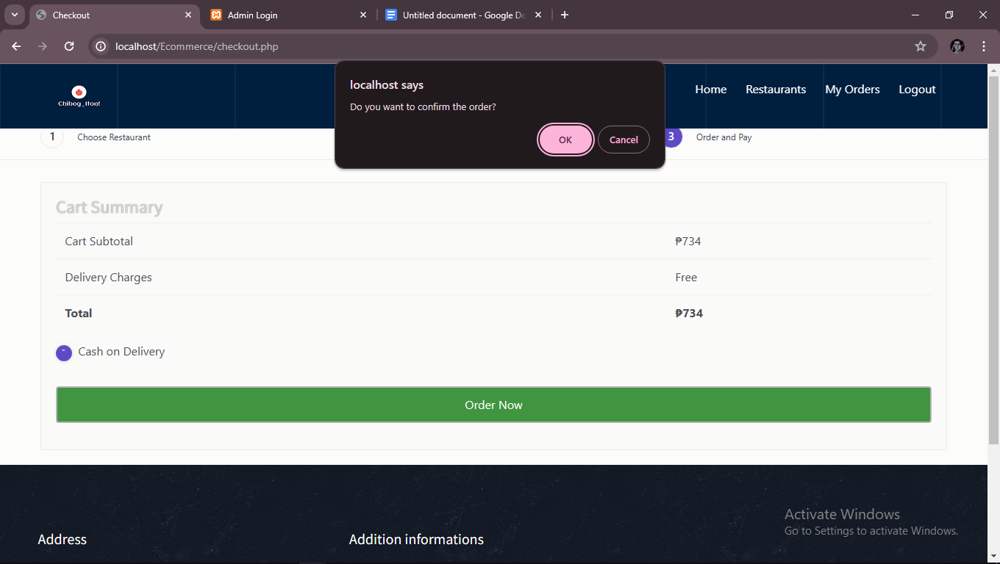 Checkout
Admin Login
Untitled document - Google Do
localhost/Ecommerce/checkout.php
Chibog_Iton!
Home
Restaurants
My Orders
Logout
localhost says
Do you want to confirm the order?
OK
Cancel
1
Choose Restaurant
3
Order and Pay
Cart Summary
Cart Subtotal
₱734
Delivery Charges
Free
Total
₱734
Cash on Delivery
Order Now
Activate Windows
Go to Settings to activate Windows.
Address
Addition informations